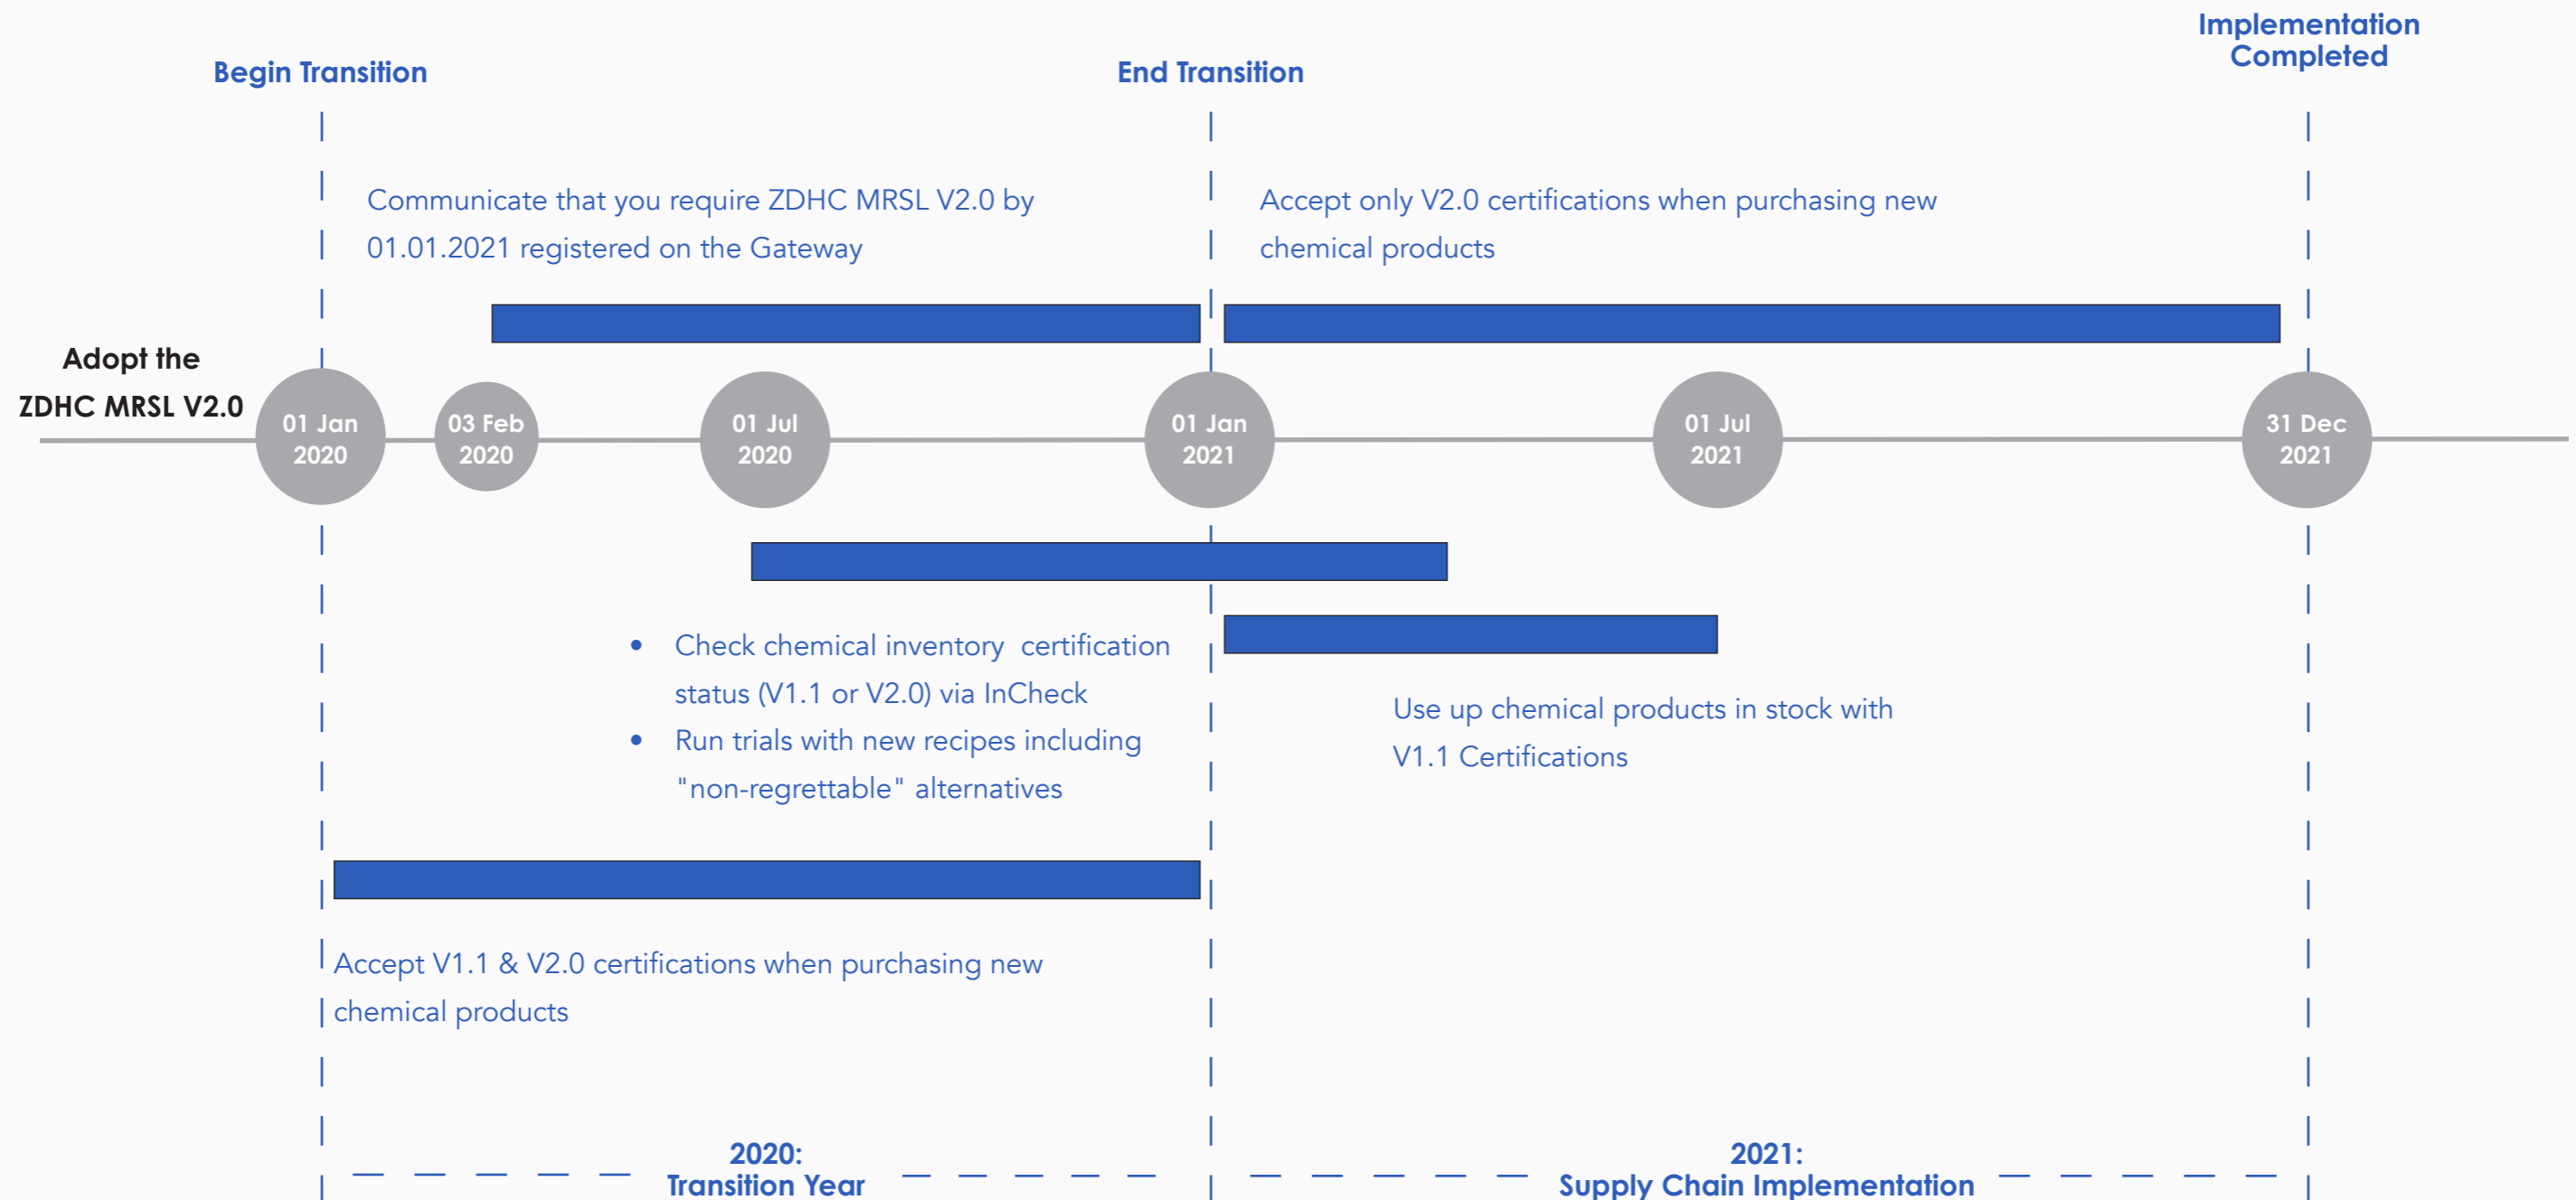 Implementation
Completed
Begin Transition
End Transition
Communicate that you require ZDHC MRSL V2.0 by
01.01.2021 registered on the Gateway
Accept only V2.0 certifications when purchasing new
chemical products
Adopt the
ZDHC MRSL V2.0
01 Jan
2020
03 Feb
2020
01 Jul
2020
01 Jan
2021
01 Jul
2021
31 Dec
2021
• Check chemical inventory  certification
status (V1.1 or V2.0) via InCheck
• Run trials with new recipes including
"non-regrettable" alternatives
Use up chemical products in stock with
V1.1 Certifications
Accept V1.1 & V2.0 certifications when purchasing new
chemical products
2020:
Transition Year
2021:
Supply Chain Implementation